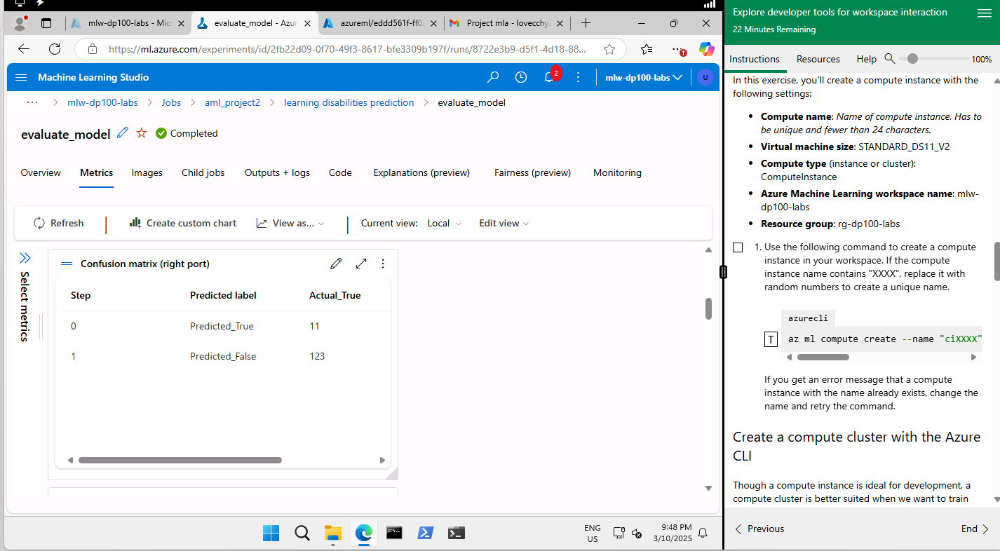 mlw-dp100-labs - Mic
evaluate_model - Azur
azureml/eddd561f-ff02
Project mla - lovecchy2
https://ml.azure.com/experiments/id/2fb22d09-0f70-49f3-8617-bfe3309b197f/runs/8722e3b9-d5f1-4d18-88...
Machine Learning Studio
2
mlw-dp100-labs
U
... > mlw-dp100-labs > Jobs > aml_project2 > learning disabilities prediction > evaluate_model
evaluate_model
Completed
Overview Metrics Images Child jobs Outputs + logs Code Explanations (preview) Fairness (preview) Monitoring
Refresh Create custom chart View as... Current view: Local Edit view
Select metrics
Confusion matrix (right port)
Step Predicted label Actual_True
0 Predicted_True 11
1 Predicted_False 123
ENG
US
9:48 PM
3/10/2025
Explore developer tools for workspace interaction
22 Minutes Remaining
Instructions Resources Help 100%
In this exercise, you'll create a compute instance with the
following settings:
• Compute name: Name of compute instance. Has to
be unique and fewer than 24 characters.
• Virtual machine size: STANDARD_DS11_V2
• Compute type (instance or cluster):
ComputeInstance
• Azure Machine Learning workspace name: mlw-
dp100-labs
• Resource group: rg-dp100-labs
1. Use the following command to create a compute
instance in your workspace. If the compute
instance name contains "XXXX", replace it with
random numbers to create a unique name.
azurecli
T
az ml compute create --name "ciXXXX"
If you get an error message that a compute
instance with the name already exists, change the
name and retry the command.
Create a compute cluster with the Azure
CLI
Though a compute instance is ideal for development, a
compute cluster is better suited when we want to train
Previous
End